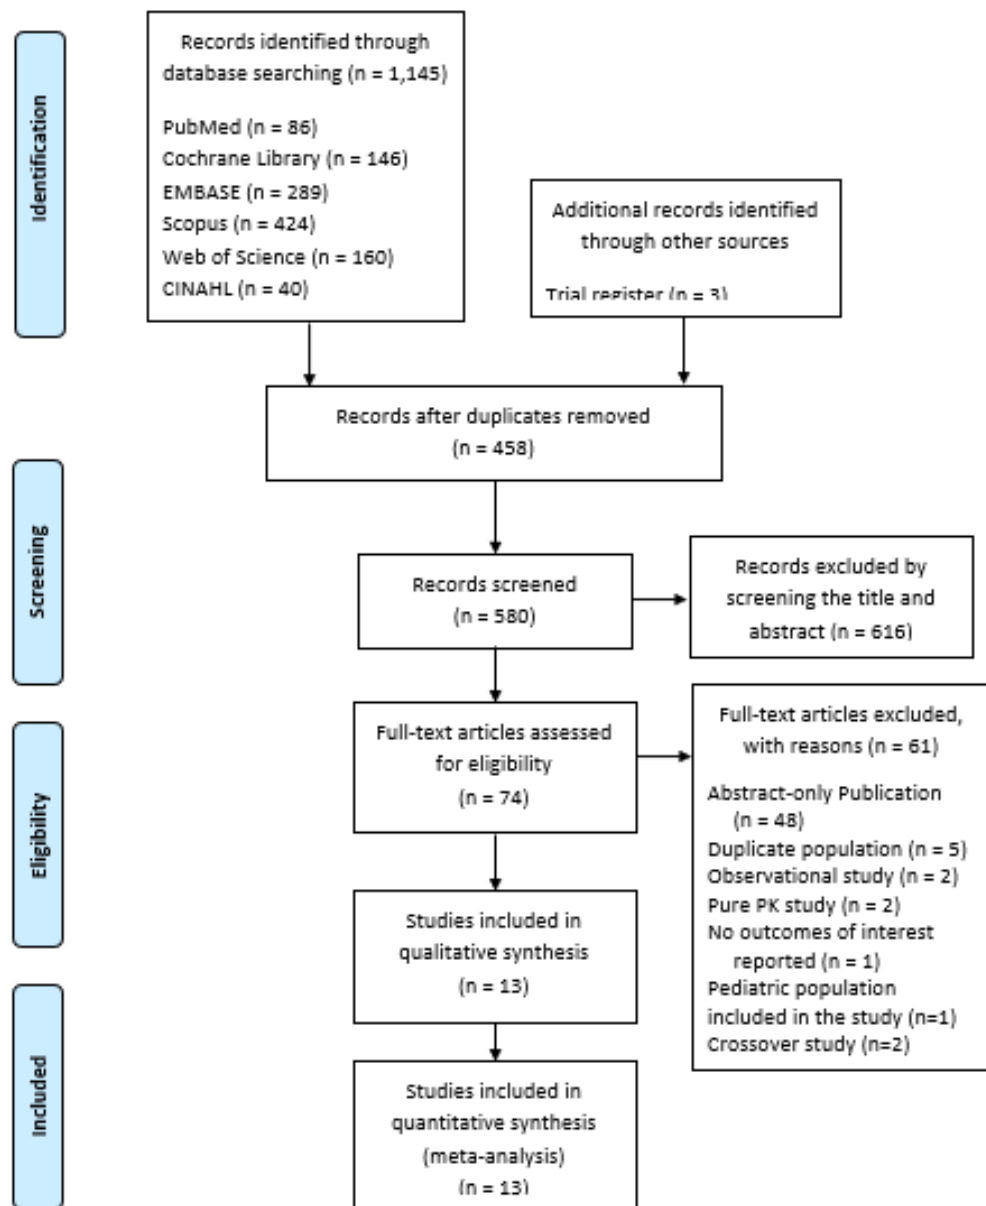 Identification
Records identified through
database searching (n = 1,145)
PubMed (n = 86)
Cochrane Library (n = 146)
EMBASE (n = 289)
Scopus (n = 424)
Web of Science (n = 160)
CINAHL (n = 40)
Additional records identified
through other sources
Trial register (n = 3)
Records after duplicates removed
(n = 458)
Screening
Records screened
(n = 580)
Records excluded by
screening the title and
abstract (n = 616)
Eligibility
Full-text articles assessed
for eligibility
(n = 74)
Full-text articles excluded,
with reasons (n = 61)
Abstract-only Publication
(n = 48)
Duplicate population (n = 5)
Observational study (n = 2)
Pure PK study (n = 2)
No outcomes of interest
reported (n = 1)
Pediatric population
included in the study (n=1)
Crossover study (n=2)
Studies included in
qualitative synthesis
(n = 13)
Included
Studies included in
quantitative synthesis
(meta-analysis)
(n = 13)